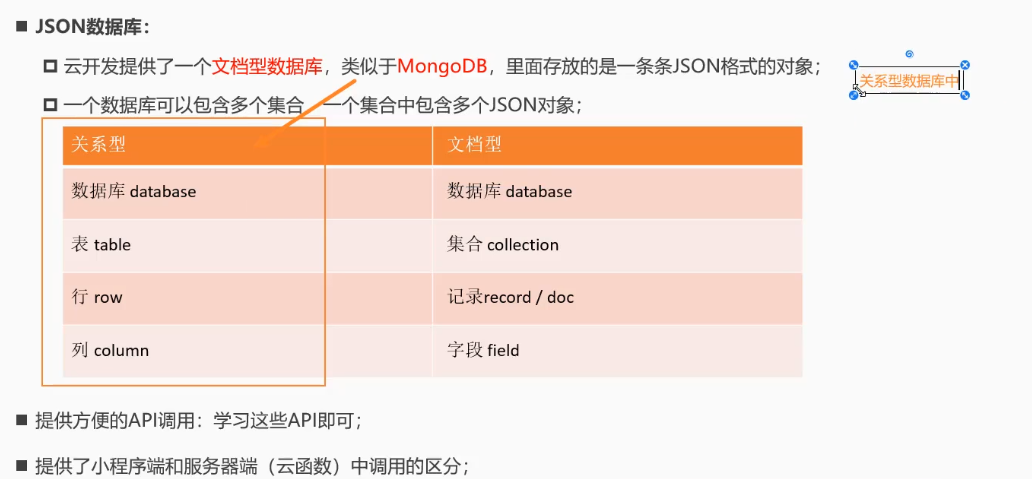 JSON数据库：
云开发提供了一个文档型数据库，类似于MongoDB，里面存放的是一条条JSON格式的对象；
关系型数据库中
一个数据库可以包含多个集合，一个集合中包含多个JSON对象；
关系型 文档型
数据库 database 数据库 database
表 table 集合 collection
行 row 记录record / doc
列 column 字段 field
提供方便的API调用：学习这些API即可；
提供了小程序端和服务器端（云函数）中调用的区分；